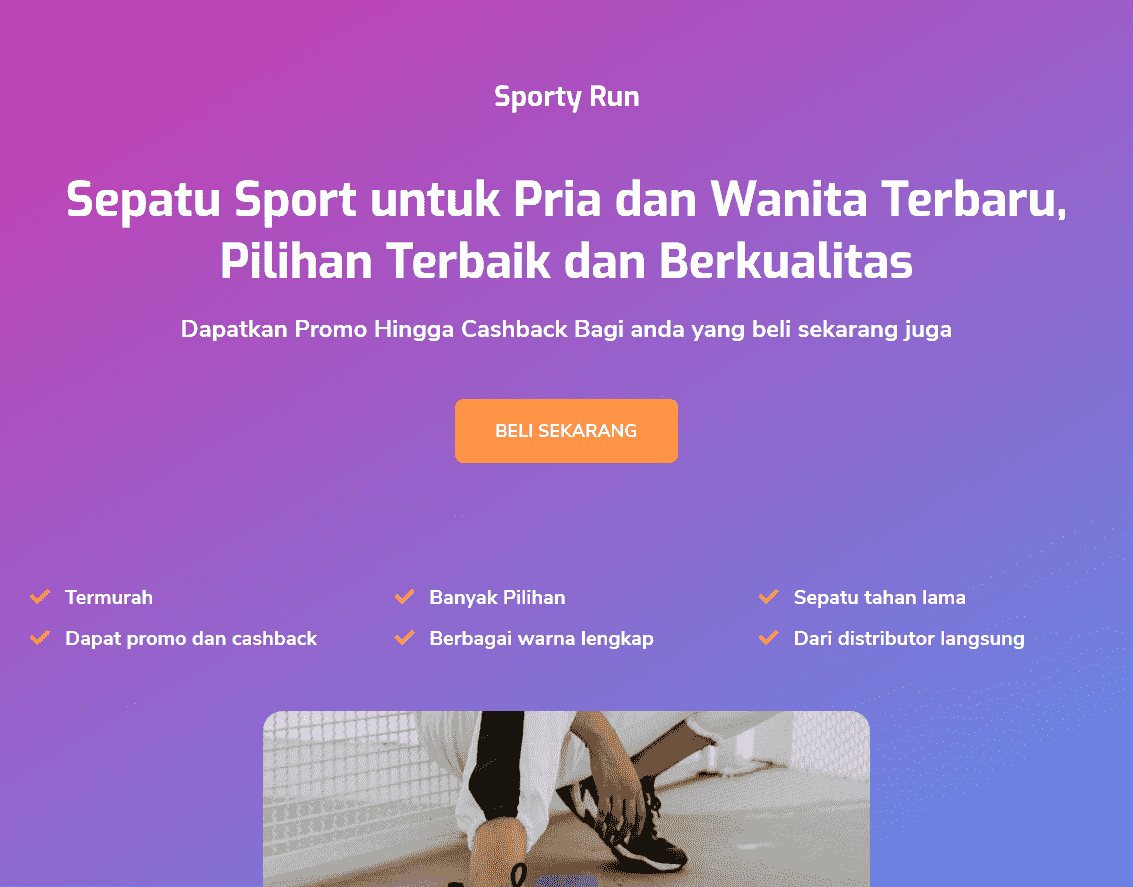 Sporty Run
Sepatu Sport untuk Pria dan Wanita Terbaru,
Pilihan Terbaik dan Berkualitas
Dapatkan Promo Hingga Cashback Bagi anda yang beli sekarang juga
BELI SEKARANG
Termurah
Banyak Pilihan
Sepatu tahan lama
Dapat promo dan cashback
Berbagai warna lengkap
Dari distributor langsung